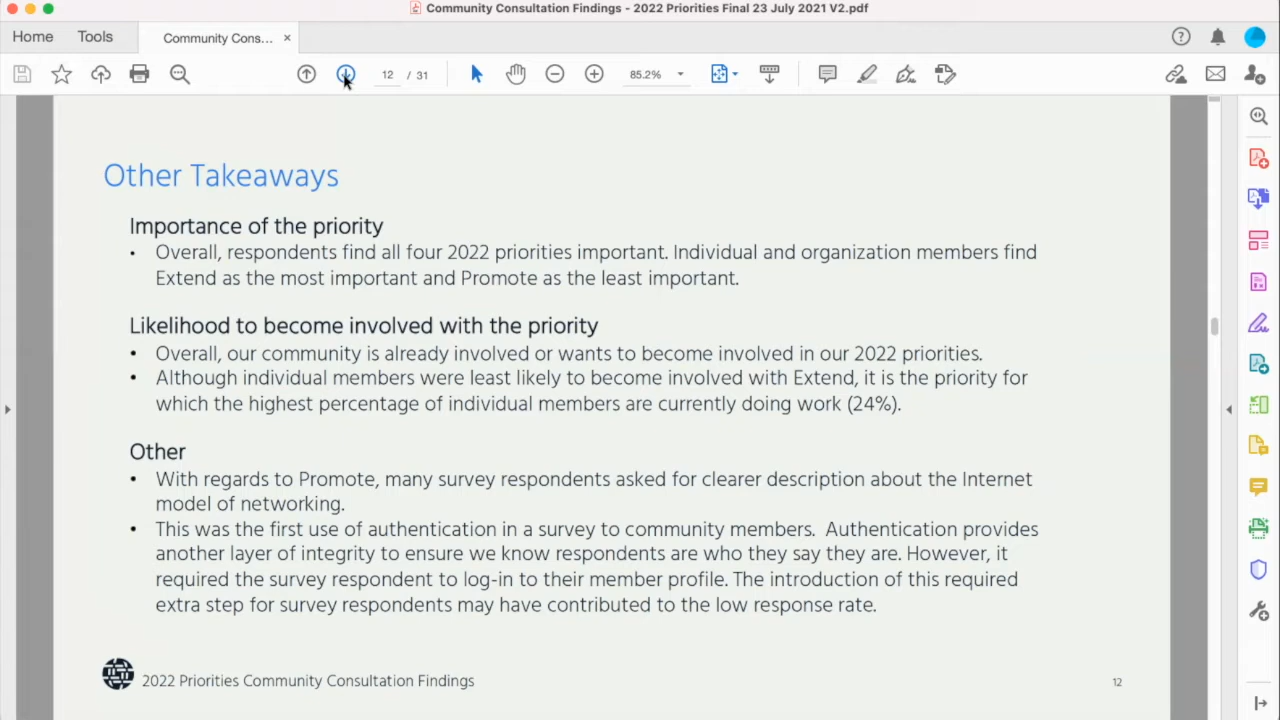 Community Consultation Findings - 2022 Priorities Final 23 July 2021 V2.pdf
Home
Tools
Community Cons...
12 / 31
85.2%
Other Takeaways
Importance of the priority
• Overall, respondents find all four 2022 priorities important. Individual and organization members find
Extend as the most important and Promote as the least important.
Likelihood to become involved with the priority
• Overall, our community is already involved or wants to become involved in our 2022 priorities.
• Although individual members were least likely to become involved with Extend, it is the priority for
which the highest percentage of individual members are currently doing work (24%).
Other
• With regards to Promote, many survey respondents asked for clearer description about the Internet
model of networking.
• This was the first use of authentication in a survey to community members. Authentication provides
another layer of integrity to ensure we know respondents are who they say they are. However, it
required the survey respondent to log-in to their member profile. The introduction of this required
extra step for survey respondents may have contributed to the low response rate.
2022 Priorities Community Consultation Findings
12